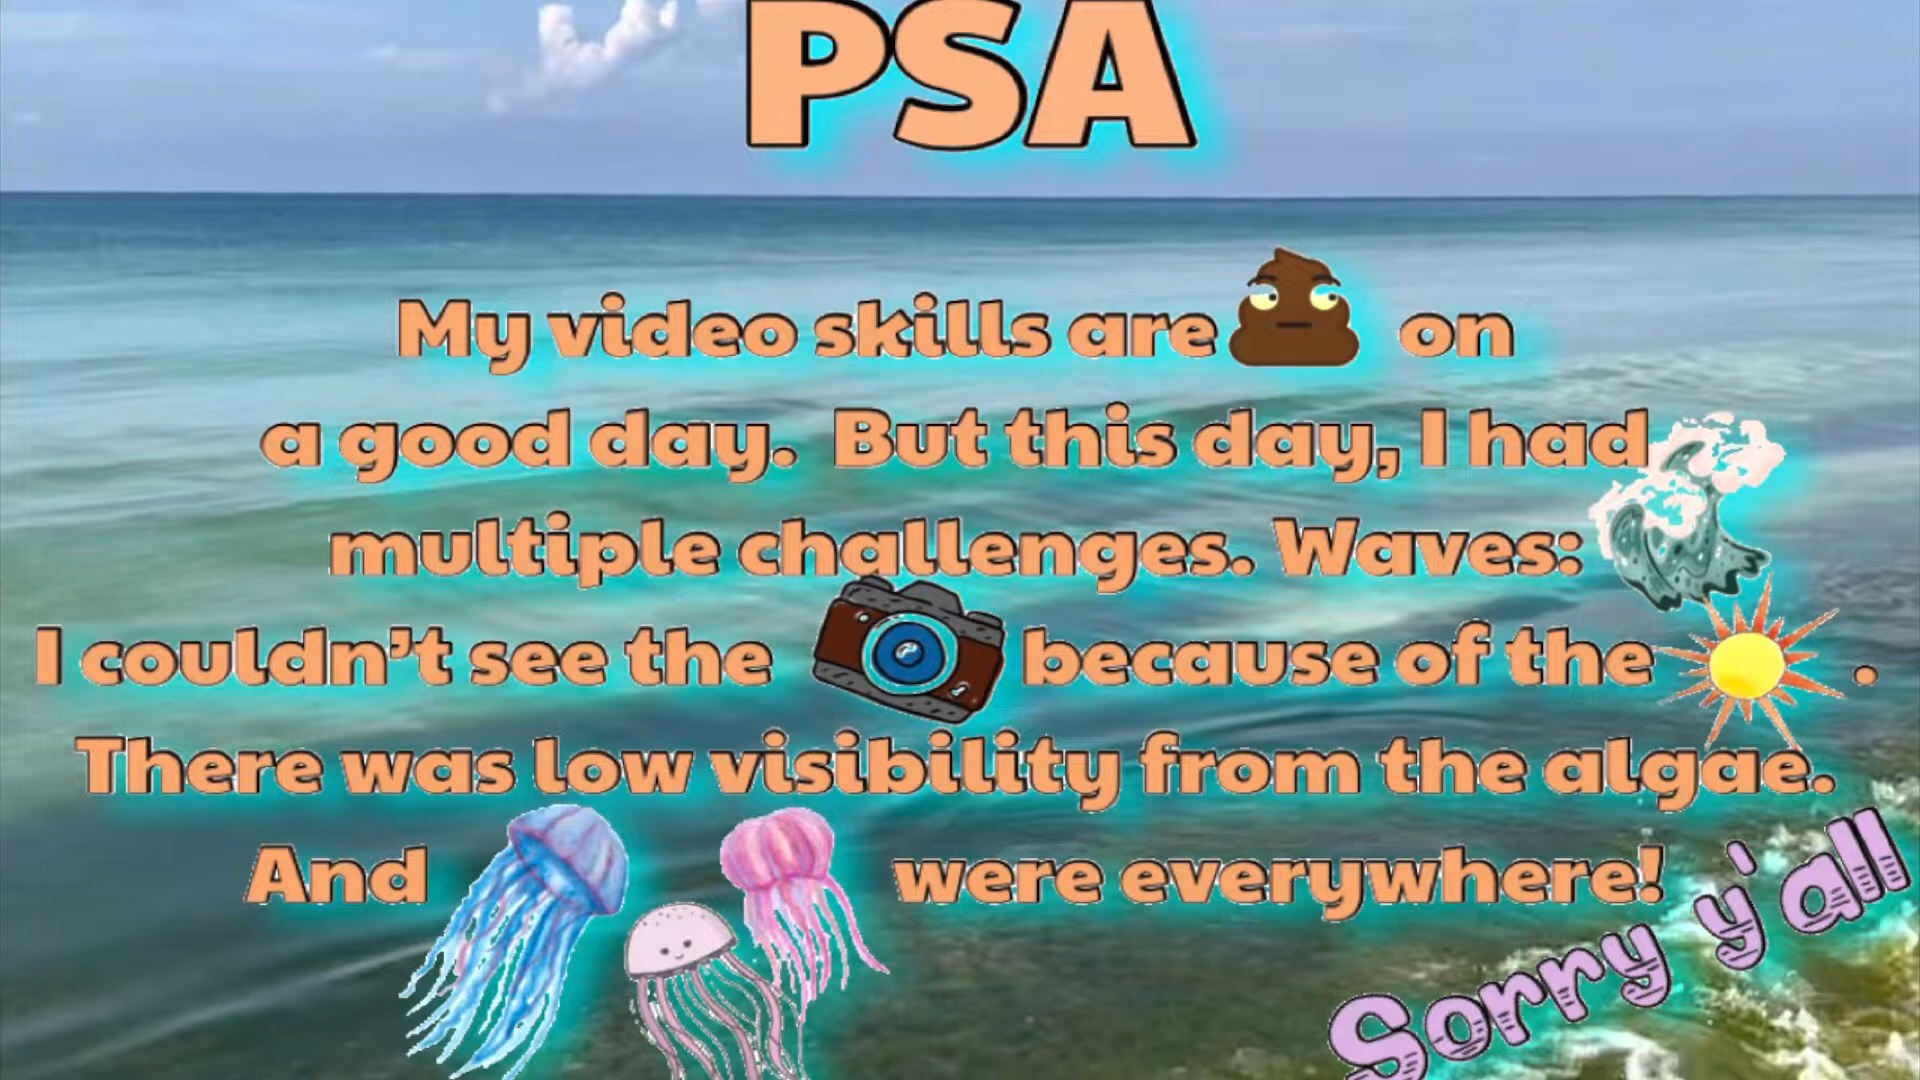 PSA
My video skills are on
a good day. But this day, I had
multiple challenges. Waves:
I couldn't see the because of the .
There was low visibility from the algae.
And were everywhere!
Sorry y'all